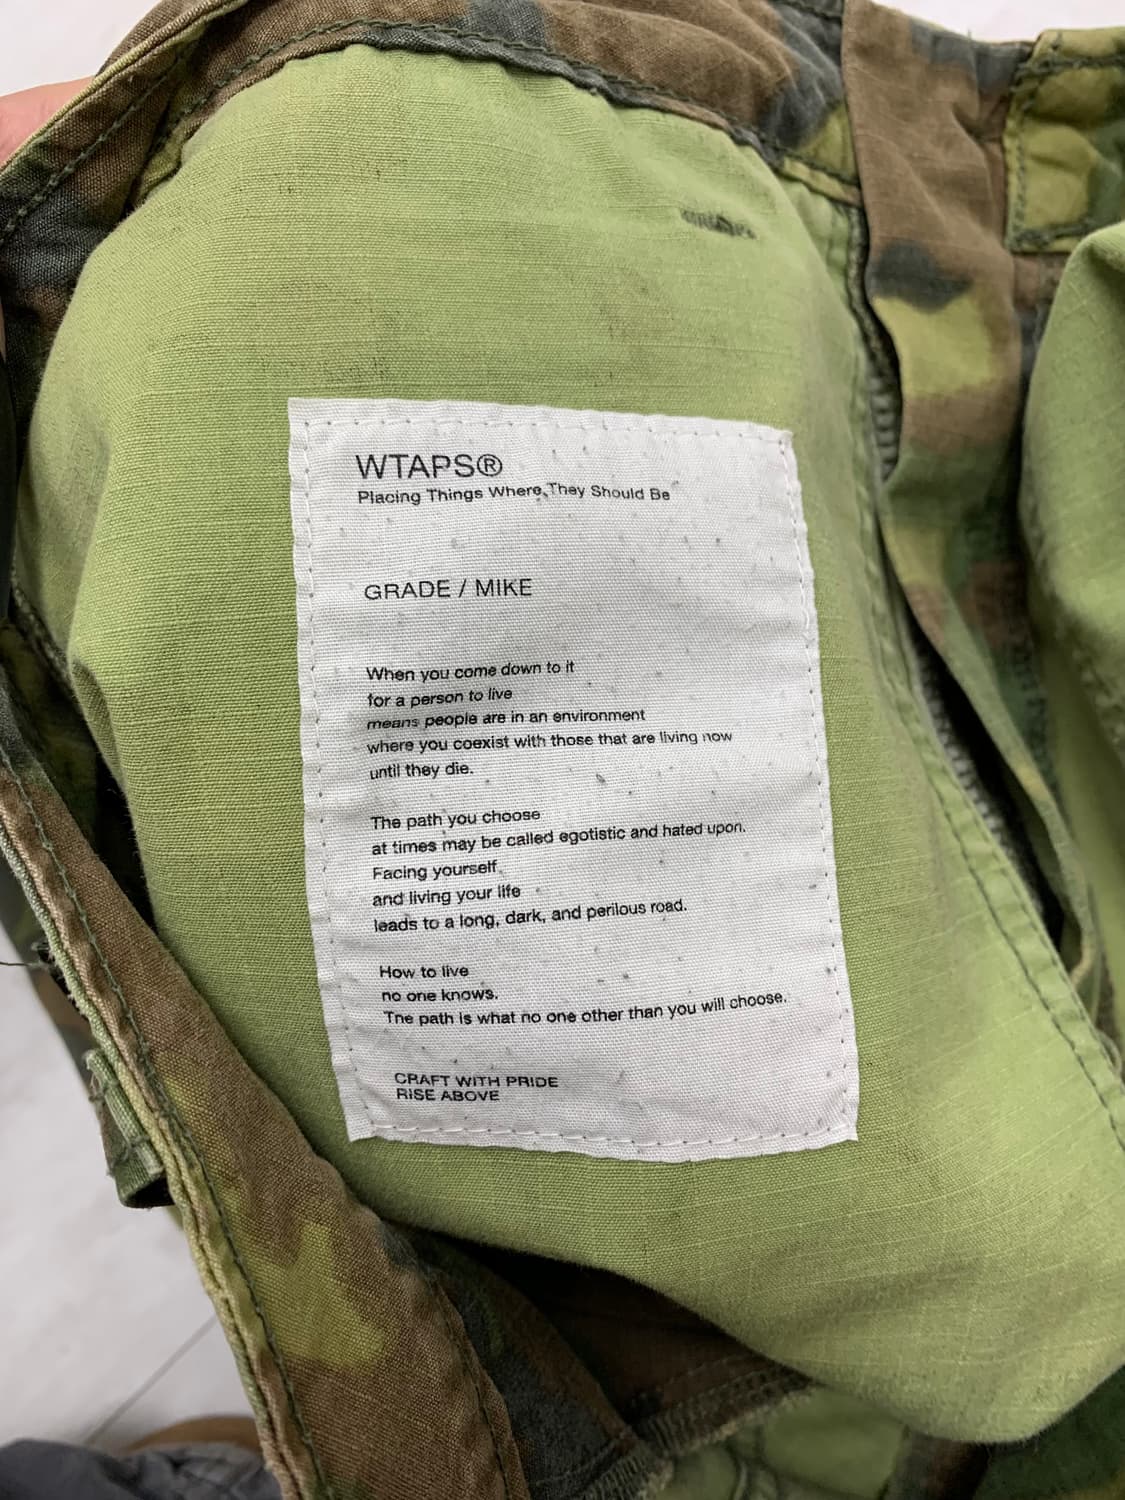 WTAPS®
Placing Things Where They Should Be
GRADE / MIKE
When you come down to it
for a person to live
means people are in an environment
where you coexist with those that are living now
until they die.
The path you choose
at times may be called egotistic and hated upon.
Facing yourself
and living your life
leads to a long, dark, and perilous road.
How to live
no one knows.
The path is what no one other than you will choose.
CRAFT WITH PRIDE
RISE ABOVE